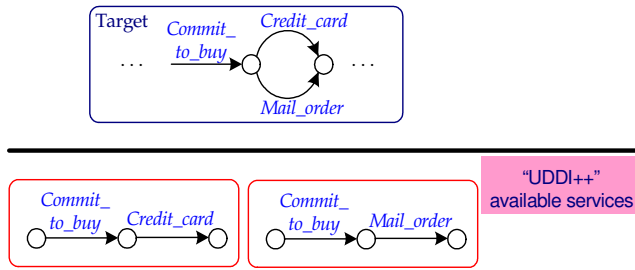 Target
Credit_card
Commit_
to_buy
... ...
Mail_order
"UDDI++"
available services
Commit_
to_buy
Credit_card
Commit_
to_buy
Mail_order